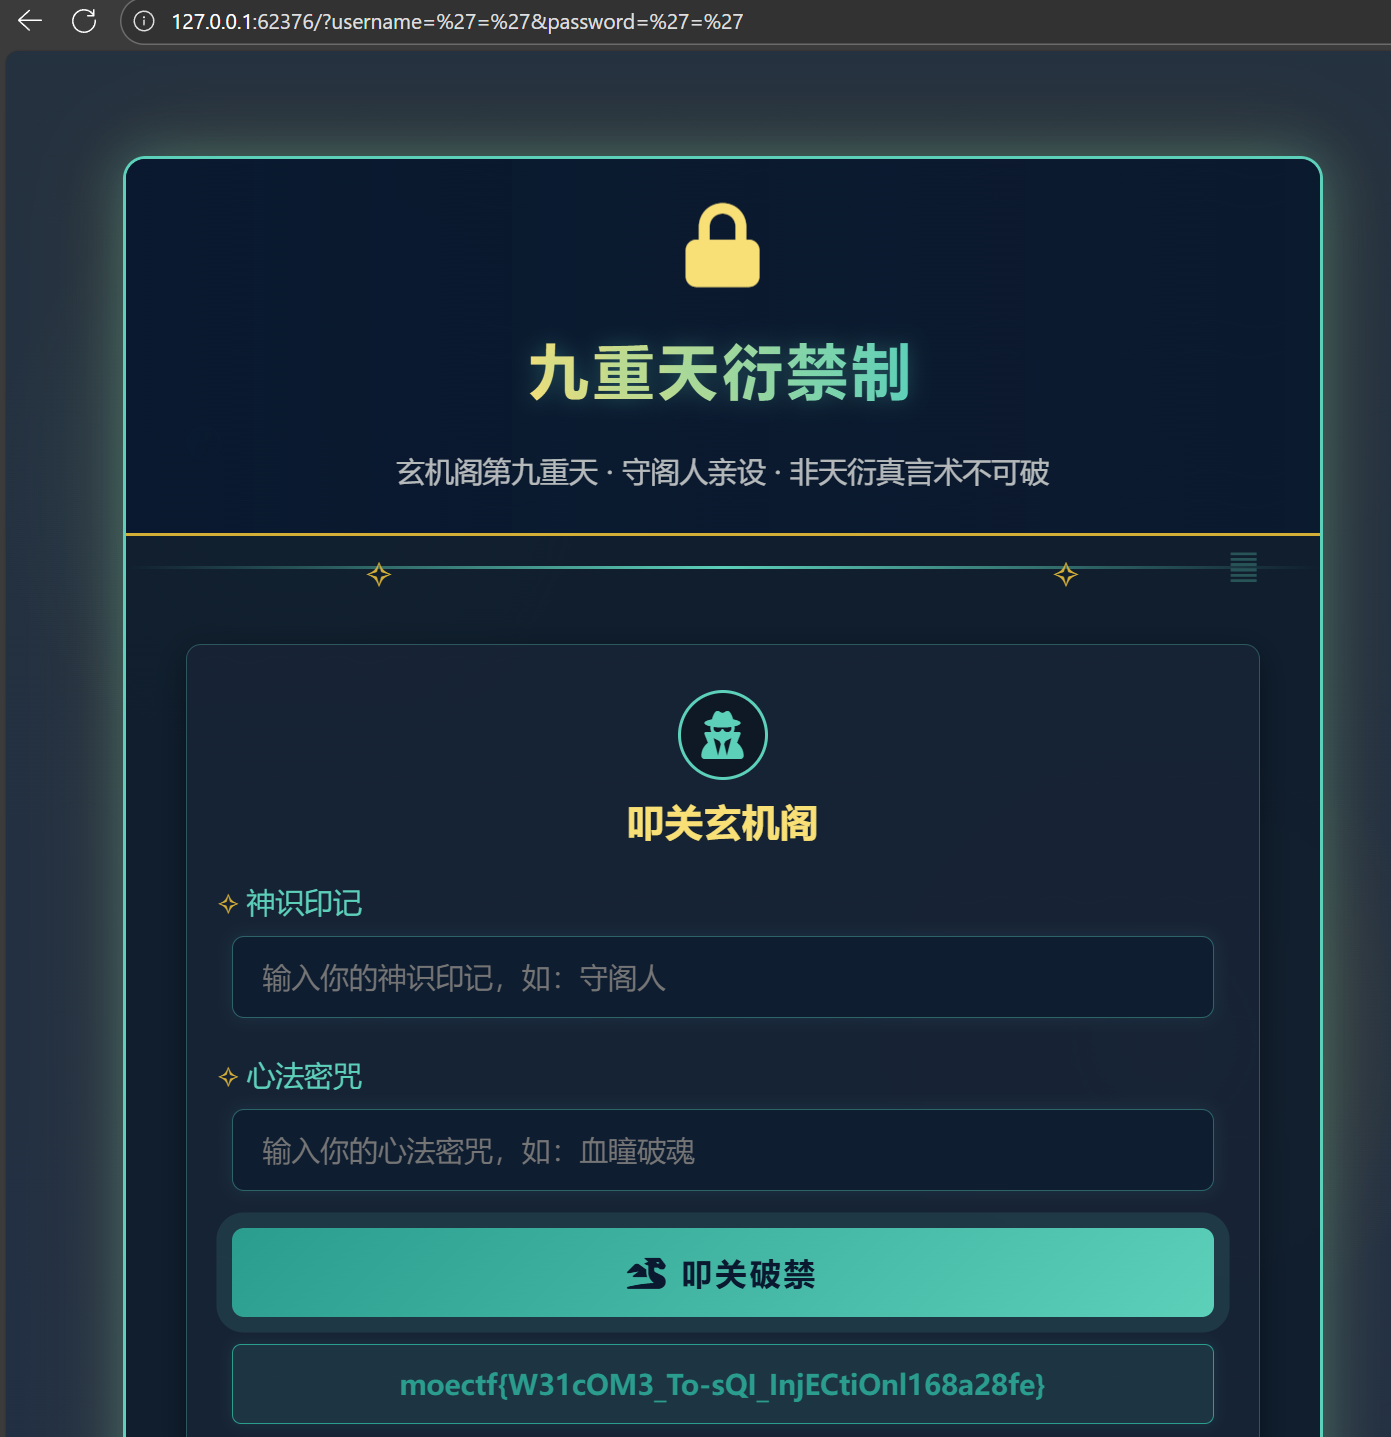 127.0.0.1:62376/?username=%27=%27&password=%27=%27
九重天衍禁制
玄机阁第九重天 · 守阁人亲设 · 非天衍真言术不可破
叩关玄机阁
神识印记
输入你的神识印记，如：守阁人
心法密咒
输入你的心法密咒，如：血瞳破魂
叩关破禁
moectf{W31cOM3_To-sQl_InjECtiOnl168a28fe}